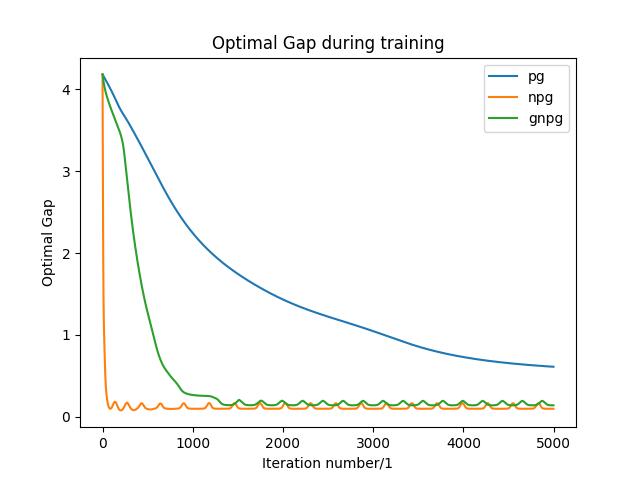 Optimal Gap during training
pg
npg
gnpg
Optimal Gap
4
3
2
1
0
0 1000 2000 3000 4000 5000
Iteration number/1